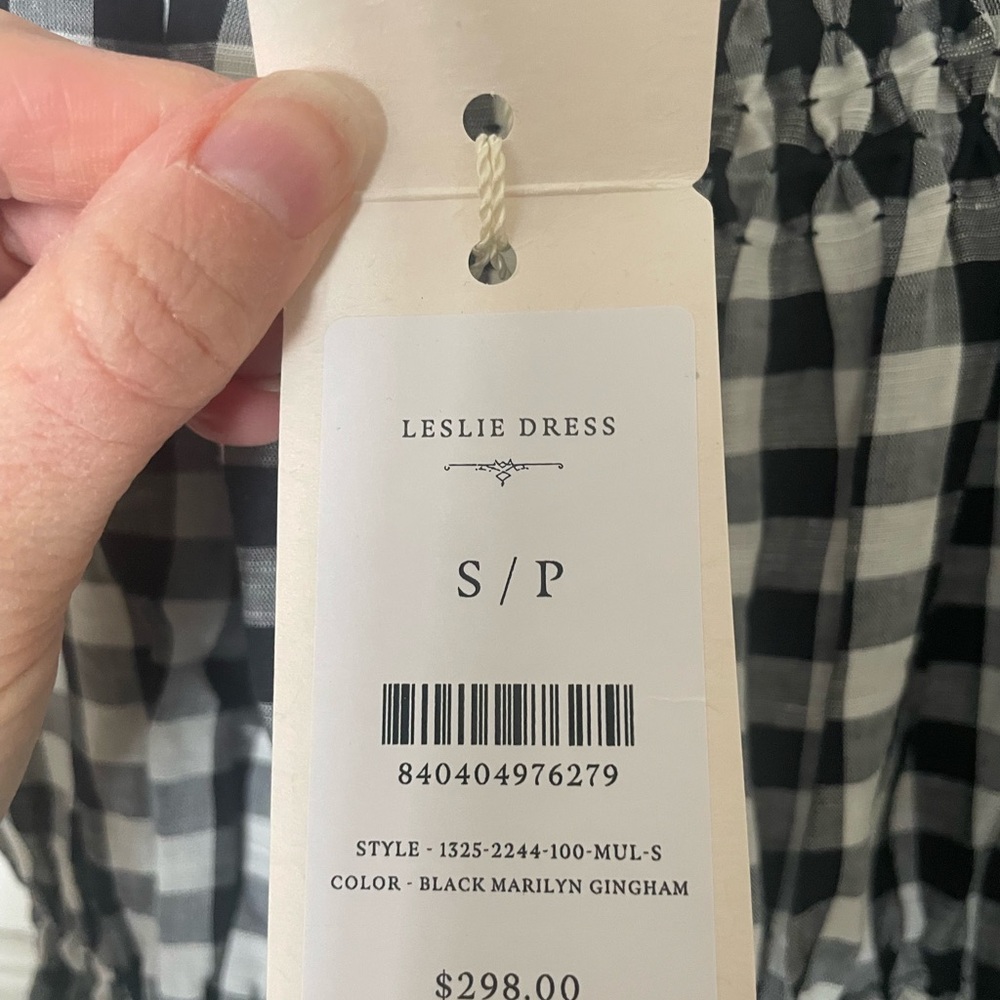 LESLIE DRESS
S / P
840404976279
STYLE - 1325-2244-100-MUL-S
COLOR - BLACK MARILYN GINGHAM
$298.00